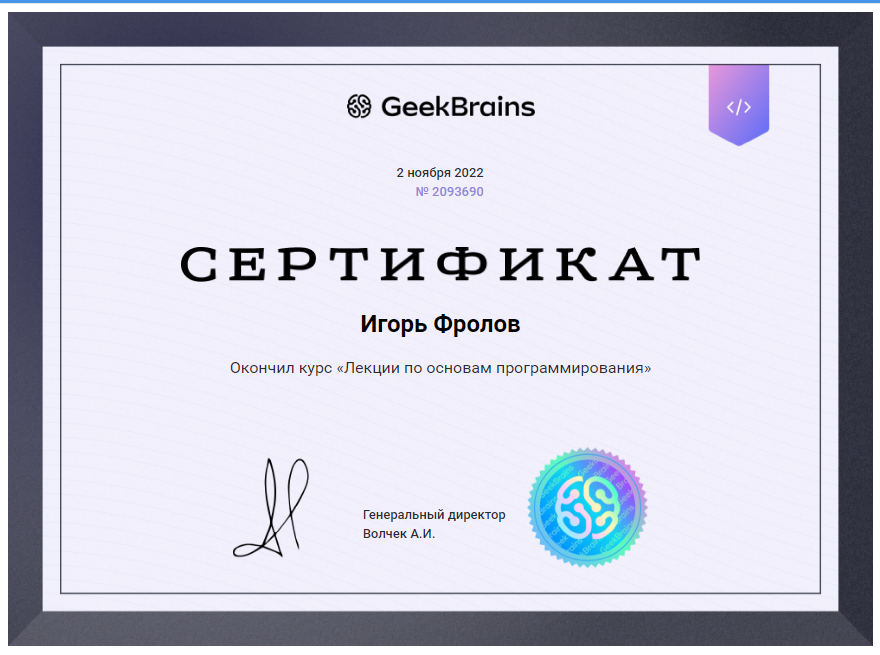 GeekBrains
</>
2 ноября 2022
№ 2093690
СЕРТИФИКАТ
Игорь Фролов
Окончил курс «Лекции по основам программирования»
Генеральный директор
Волчек А.И.